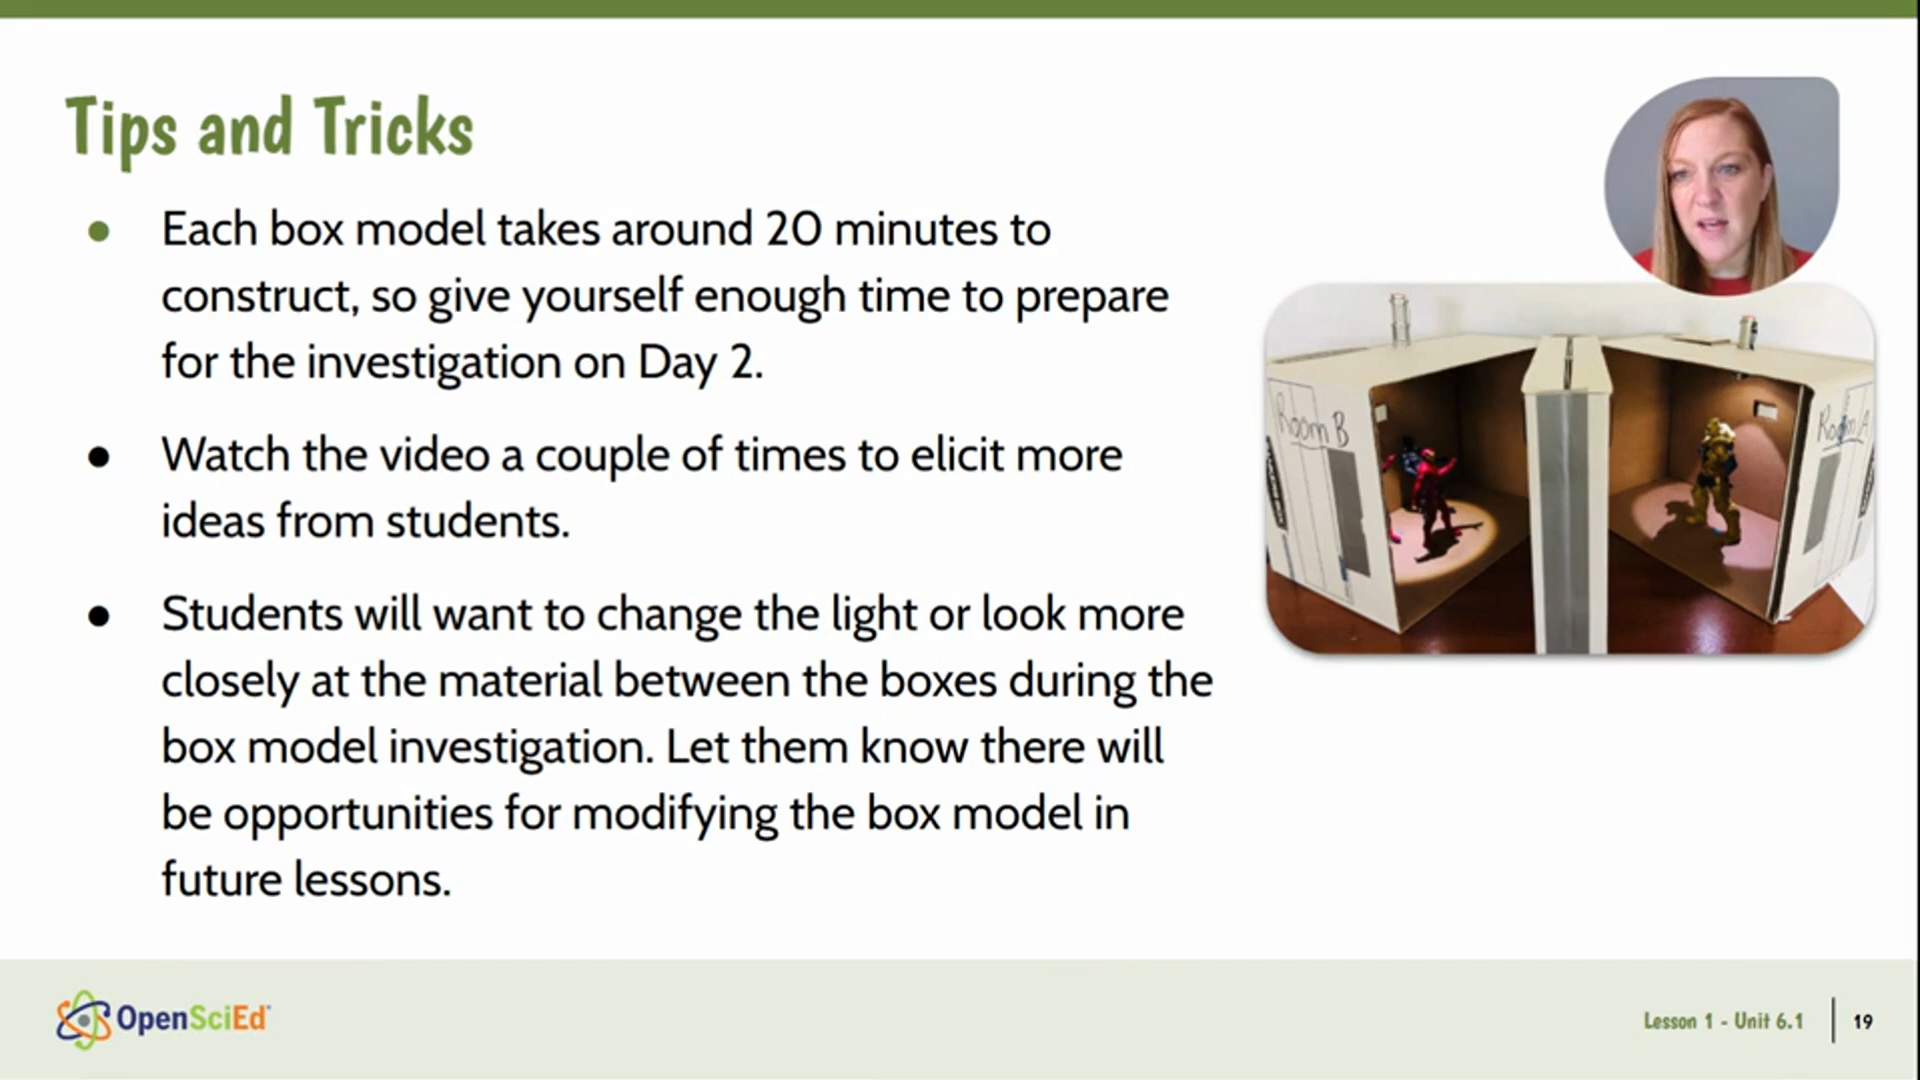 Tips and Tricks
Each box model takes around 20 minutes to
construct, so give yourself enough time to prepare
for the investigation on Day 2.
Watch the video a couple of times to elicit more
ideas from students.
Students will want to change the light or look more
closely at the material between the boxes during the
box model investigation. Let them know there will
be opportunities for modifying the box model in
future lessons.
Room B
Room A
OpenSciEd
Lesson 1 - Unit 6.1
19